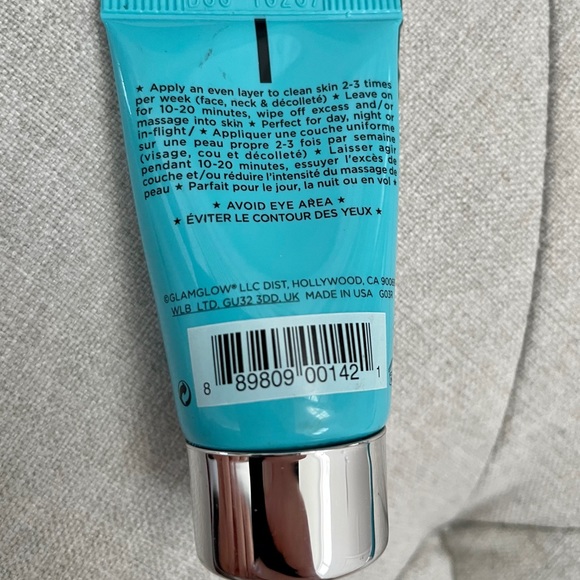 ★ Apply an even layer to clean skin 2-3 times
per week (face, neck & décolleté) ★ Leave on
for 10-20 minutes, wipe off excess and/or
massage into skin ★ Perfect for day, night or
in-flight/ ★ Appliquer une couche uniforme
sur une peau propre 2-3 fois par semaine
(visage, cou et décolleté) ★ Laisser agir
pendant 10-20 minutes, essuyer l'excès de
couche et/ou réduire l'intensité du massage de
peau ★ Parfait pour le jour, la nuit ou en vol ★
★ AVOID EYE AREA ★
★ ÉVITER LE CONTOUR DES YEUX ★
©GLAMGLOW® LLC DIST, HOLLYWOOD, CA
WLB LTD. GU32 3DD. UK MADE IN USA
8 89809 00142 1